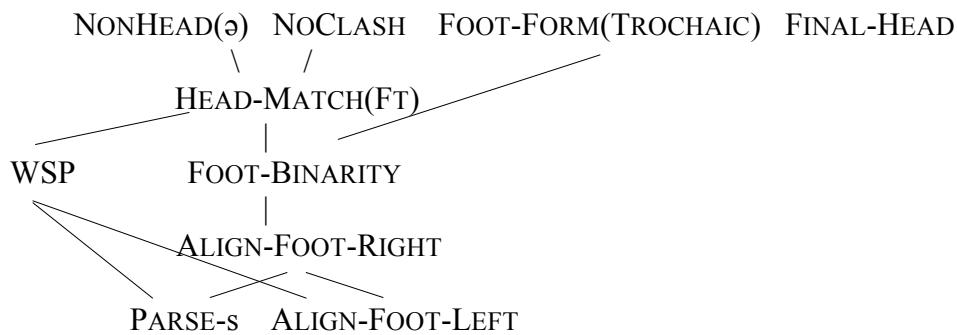 NONHEAD(ə) NOCLASH FOOT-FORM(TROCHAIC) FINAL-HEAD
HEAD-MATCH(FT)
WSP FOOT-BINARITY
ALIGN-FOOT-RIGHT
PARSE-s ALIGN-FOOT-LEFT